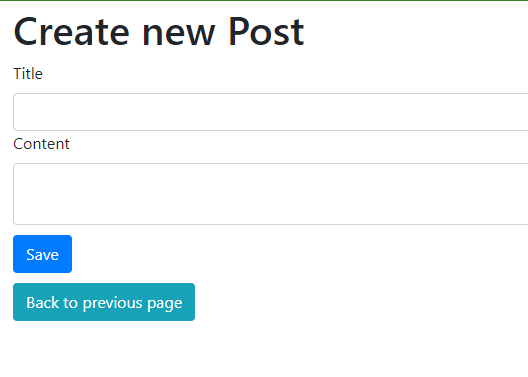 Create new Post
Title
Content
Save
Back to previous page